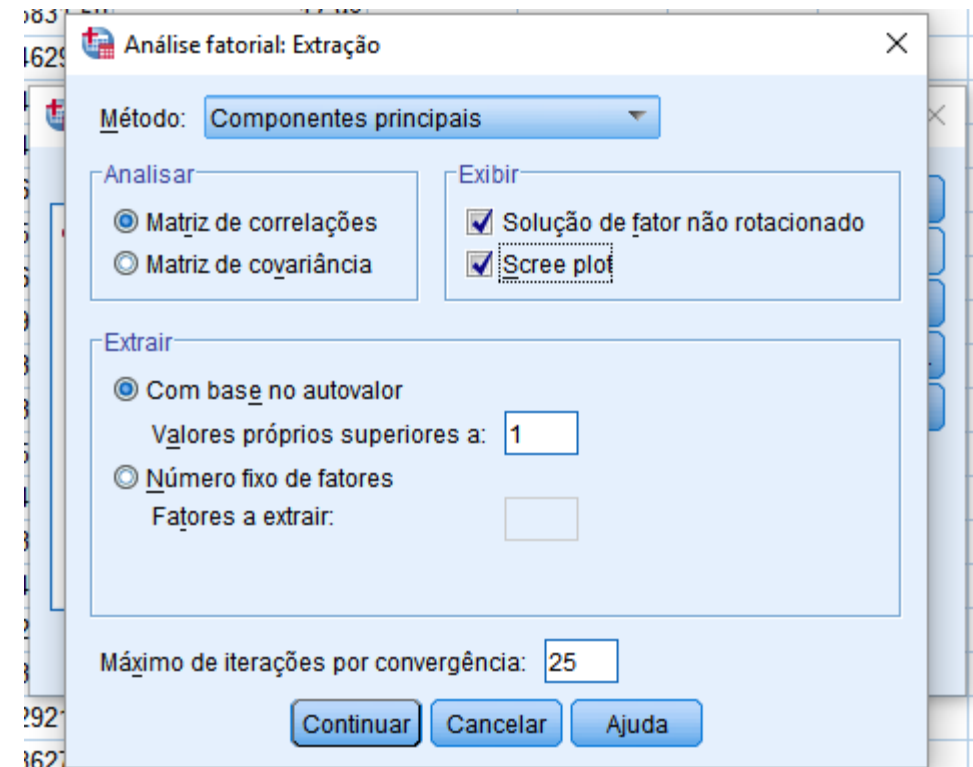 Análise fatorial: Extração
Método: Componentes principais
Analisar
Matriz de correlações
Matriz de covariância
Exibir
Solução de fator não rotacionado
Scree plot
Extrair
Com base no autovalor
Valores próprios superiores a: 1
Número fixo de fatores
Fatores a extrair:
Máximo de iterações por convergência: 25
Continuar Cancelar Ajuda